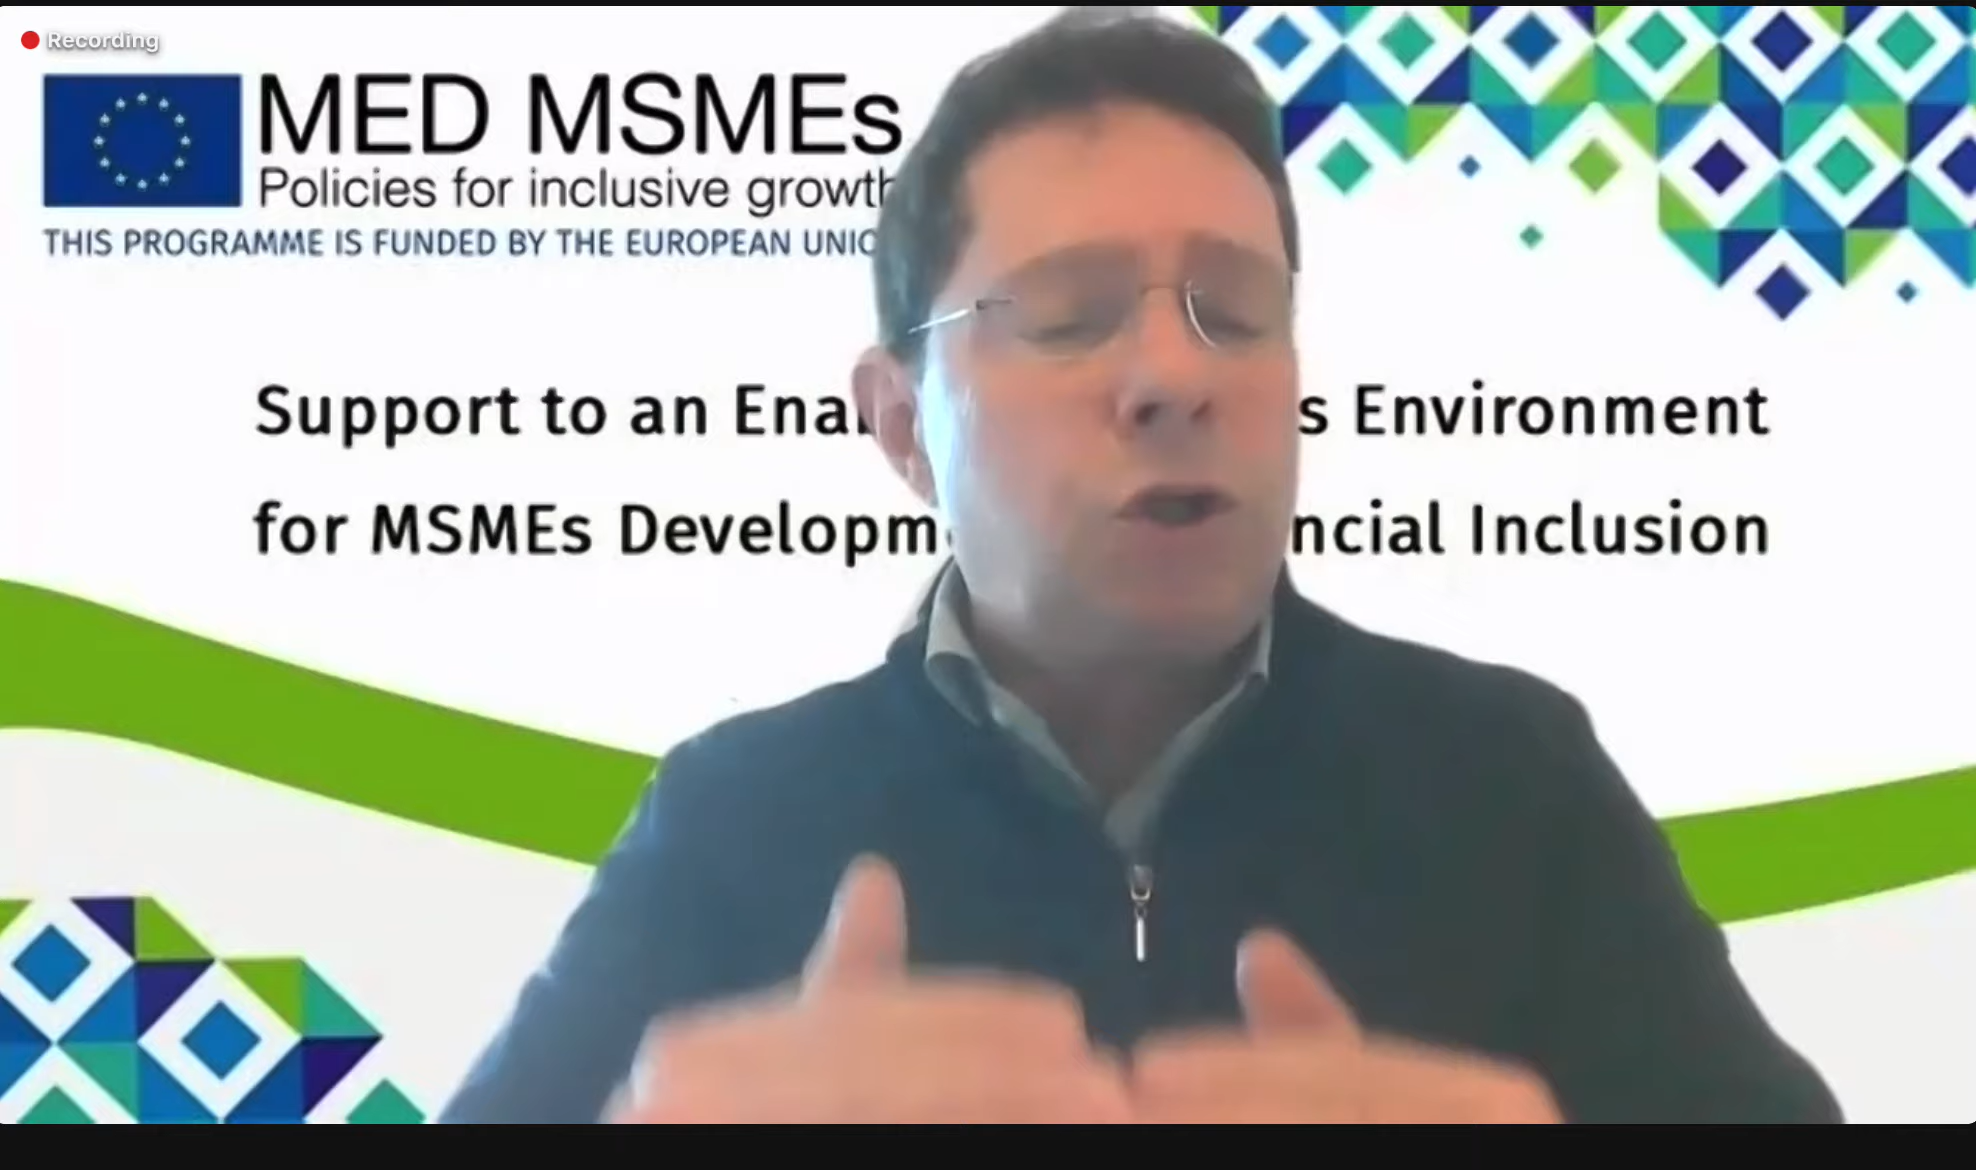 Recording
MED MSMEs
Policies for inclusive growth
THIS PROGRAMME IS FUNDED BY THE EUROPEAN UNIO
Support to an Ena s Environment
for MSMEs Developm ncial Inclusion